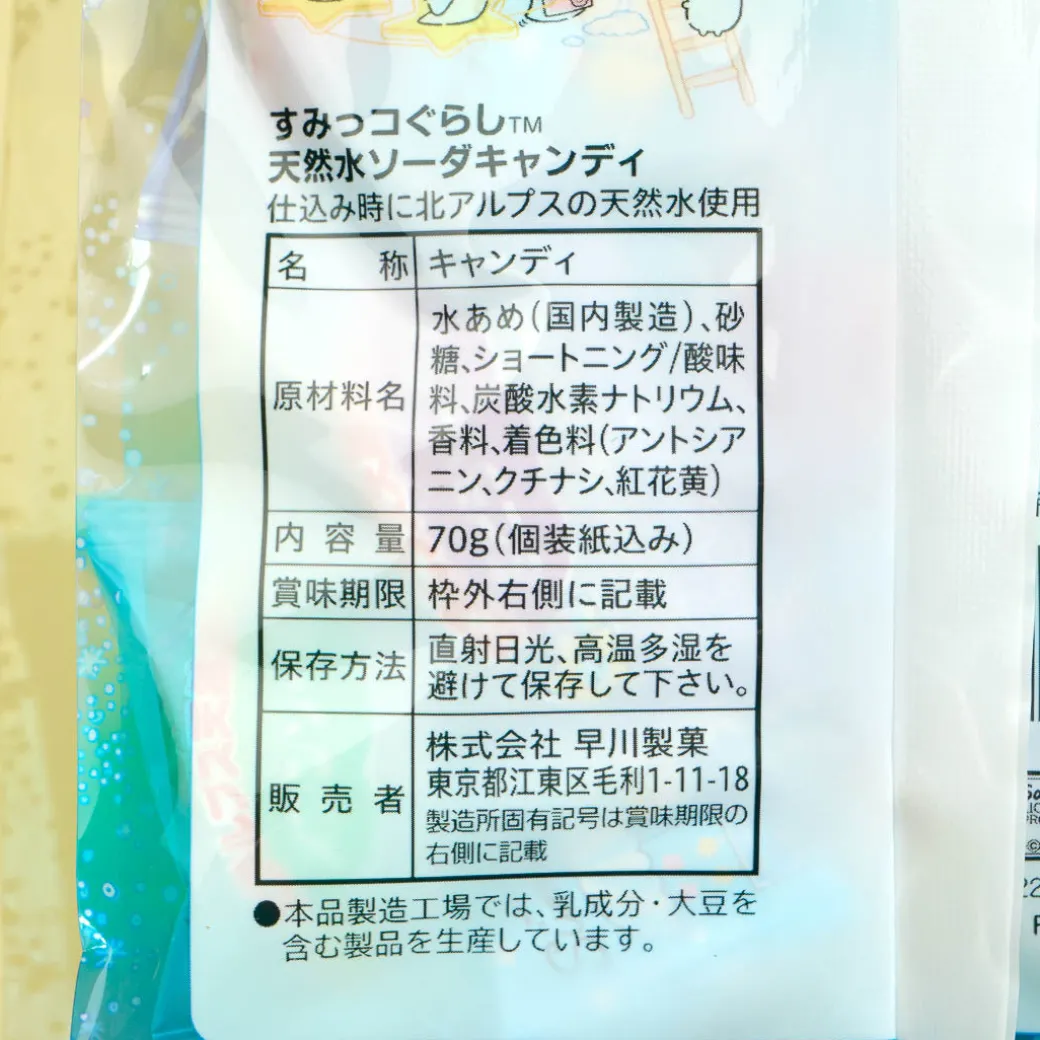 すみっコぐらしTM
天然水ソーダキャンディ
仕込み時に北アルプスの天然水使用
名称 キャンディ
原材料名 水あめ(国内製造)、砂
糖、ショートニング/酸味
料、炭酸水素ナトリウム、
香料、着色料(アントシア
ニン、クチナシ、紅花黄)
内容量 70g(個装紙込み)
賞味期限 枠外右側に記載
保存方法 直射日光、高温多湿を
避けて保存して下さい。
販売者 株式会社 早川製菓
東京都江東区毛利1-11-18
製造所固有記号は賞味期限の
右側に記載
●本品製造工場では、乳成分・大豆を
含む製品を生産しています。